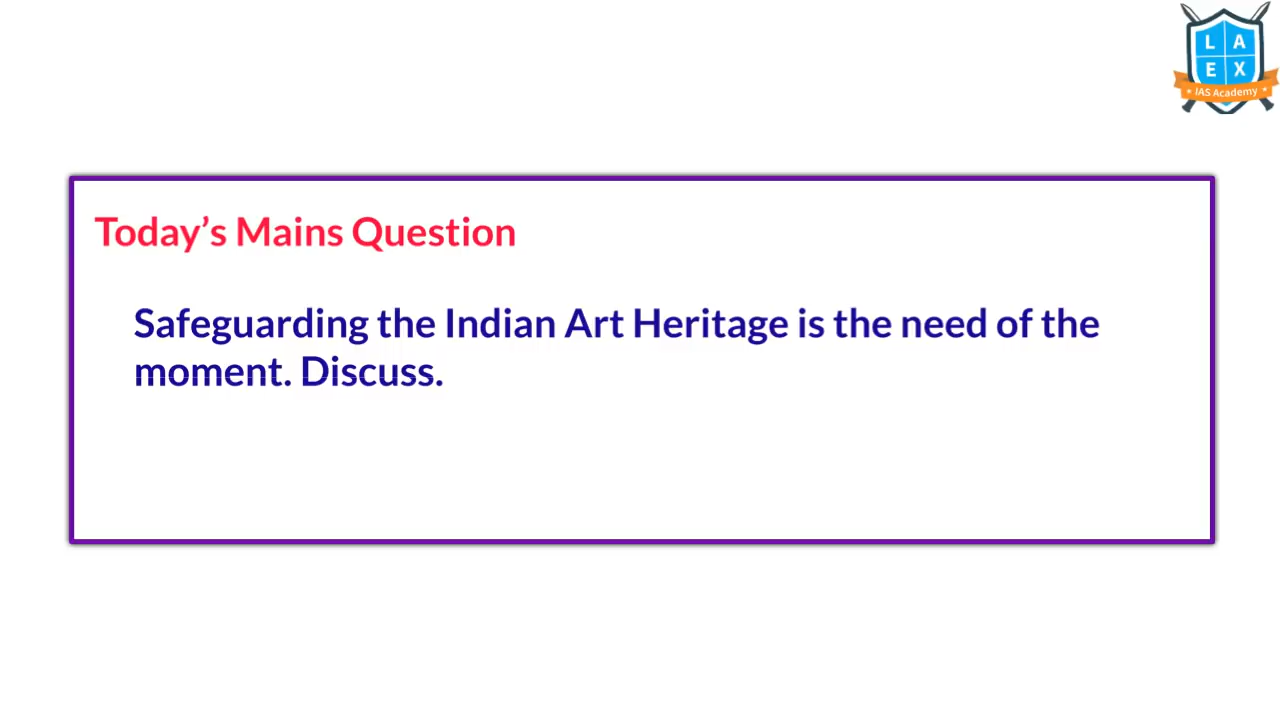 L A
E X
IAS Academy
Today’s Mains Question
Safeguarding the Indian Art Heritage is the need of the
moment. Discuss.